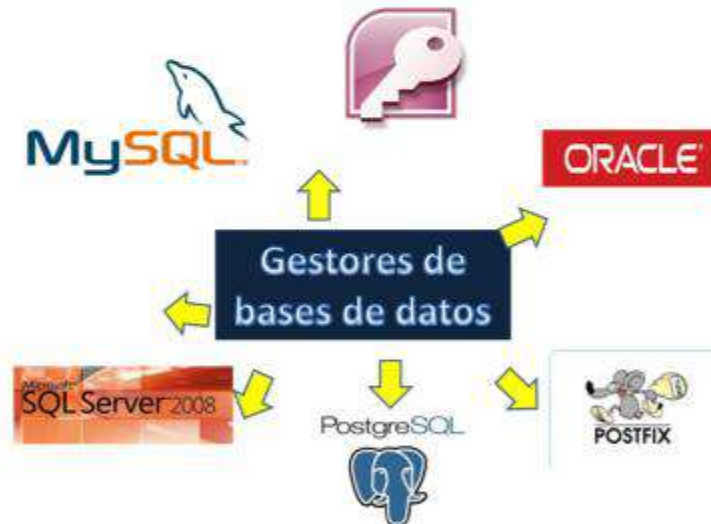 MySQL
ORACLE
Gestores de
bases de datos
Microsoft
SQL Server 2008
PostgreSQL
POSTFIX